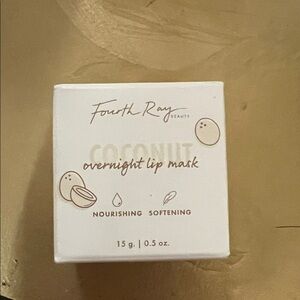 Fourth Ray
BEAUTY
COCONUT
overnight lip mask
NOURISHING SOFTENING
15 g. | 0.5 oz.